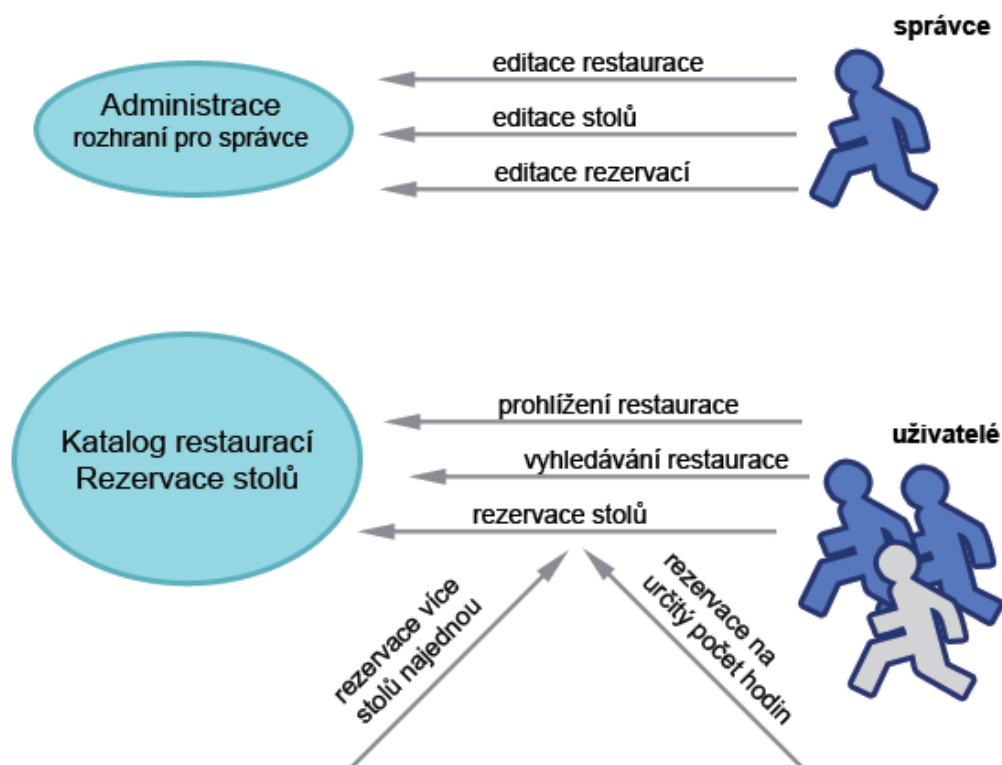 správce
editace restaurace
Administrace
rozhraní pro správce
editace stolů
editace rezervací
prohlížení restaurace
uživatelé
Katalog restaurací
Rezervace stolů
vyhledávání restaurace
rezervace stolů
rezervace více
stolů najednou
rezervace na
určitý počet hodin